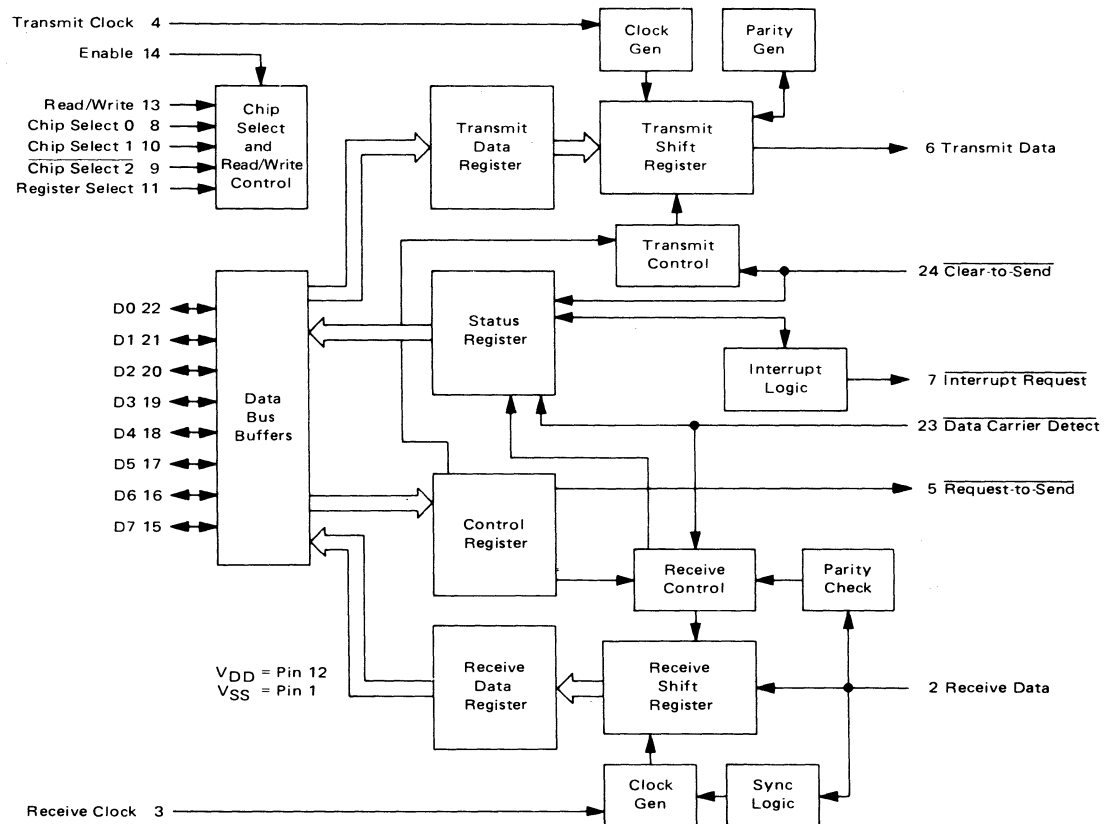 Transmit Clock 4
Clock
Gen
Parity
Gen
Enable 14
Read/Write 13
Chip Select 0 8
Chip Select 1 10
Chip Select 2 9
Register Select 11
Chip
Select
and
Read/Write
Control
Transmit
Data
Register
Transmit
Shift
Register
6 Transmit Data
Transmit
Control
24 Clear-to-Send
D0 22
D1 21
D2 20
D3 19
D4 18
D5 17
D6 16
D7 15
Data
Bus
Buffers
Status
Register
Interrupt
Logic
7 Interrupt Request
23 Data Carrier Detect
5 Request-to-Send
Control
Register
Receive
Control
Parity
Check
VDD = Pin 12
VSS = Pin 1
Receive
Data
Register
Receive
Shift
Register
2 Receive Data
Receive Clock 3
Clock
Gen
Sync
Logic